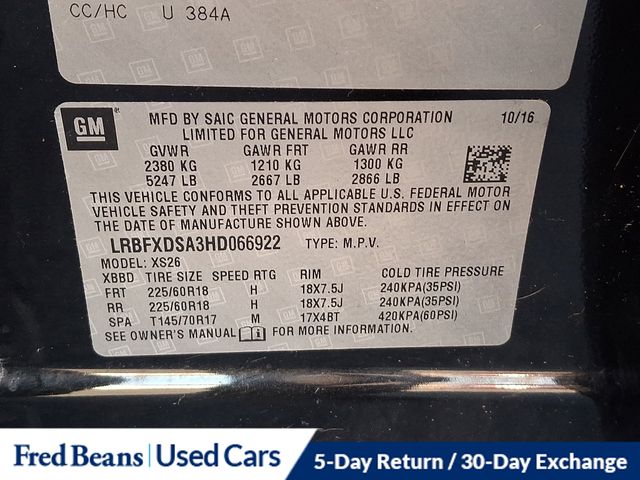 CC/HC U 384A
GM
MFD BY SAIC GENERAL MOTORS CORPORATION 10/16
LIMITED FOR GENERAL MOTORS LLC
GVWR GAWR FRT GAWR RR
2380 KG 1210 KG 1300 KG
5247 LB 2667 LB 2866 LB
THIS VEHICLE CONFORMS TO ALL APPLICABLE U.S. FEDERAL MOTOR
VEHICLE SAFETY AND THEFT PREVENTION STANDARDS IN EFFECT ON
THE DATE OF MANUFACTURE SHOWN ABOVE.
LRBFXDSA3HD066922 TYPE: M.P.V.
MODEL: XS26
XBBD TIRE SIZE SPEED RTG RIM COLD TIRE PRESSURE
FRT 225/60R18 H 18X7.5J 240KPA(35PSI)
RR 225/60R18 H 18X7.5J 240KPA(35PSI)
SPA T145/70R17 M 17X4BT 420KPA(60PSI)
SEE OWNER'S MANUAL FOR MORE INFORMATION
Fred Beans | Used Cars 5-Day Return / 30-Day Exchange